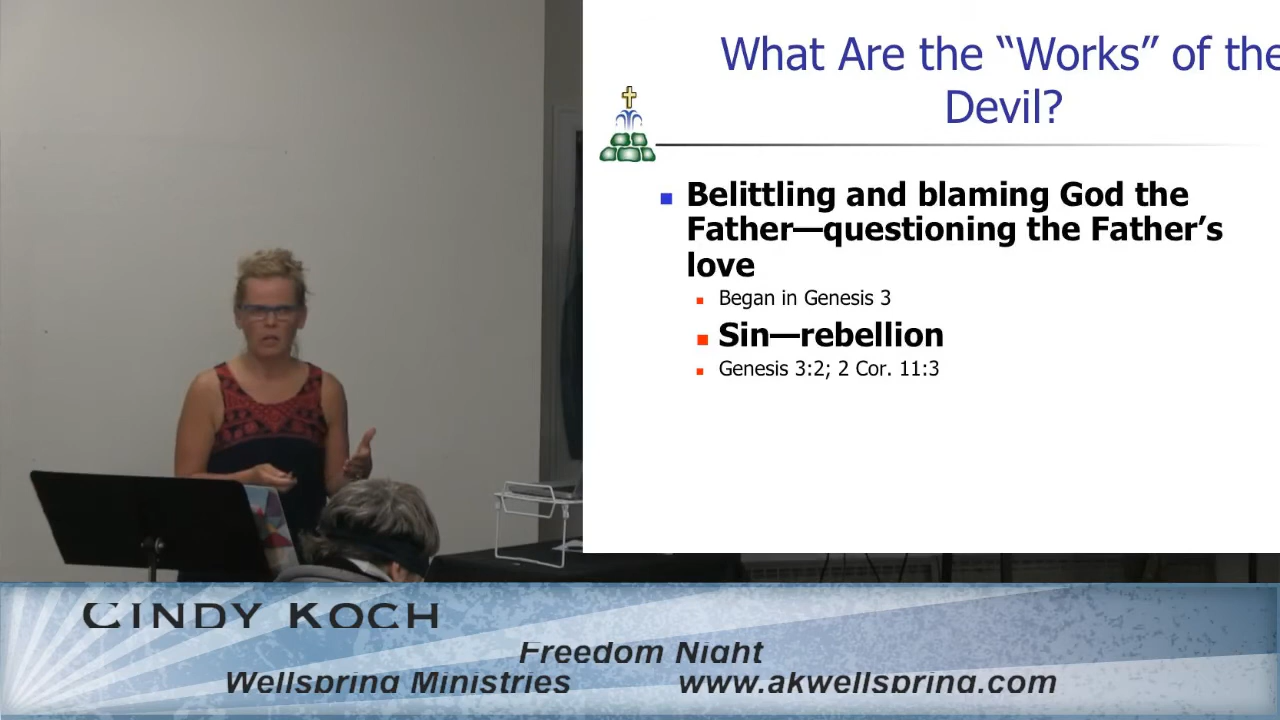 What Are the “Works” of the
Devil?
Belittling and blaming God the
Father—questioning the Father’s
love
Began in Genesis 3
Sin—rebellion
Genesis 3:2; 2 Cor. 11:3
CINDY KOCH
Freedom Night
Wellspring Ministries www.akwellspring.com